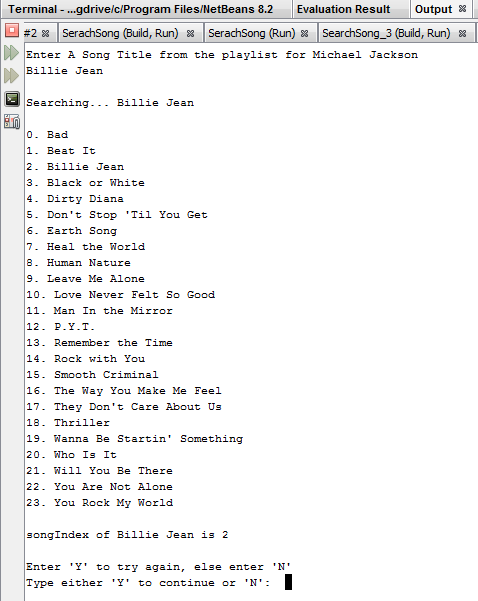 Terminal - ...gdrive/c/Program Files/NetBeans 8.2 Evaluation Result Output
#2 SerachSong (Build, Run) SerachSong (Run) SearchSong_3 (Build, Run)
Enter A Song Title from the playlist for Michael Jackson
Billie Jean
Searching... Billie Jean
0. Bad
1. Beat It
2. Billie Jean
3. Black or White
4. Dirty Diana
5. Don't Stop 'Til You Get
6. Earth Song
7. Heal the World
8. Human Nature
9. Leave Me Alone
10. Love Never Felt So Good
11. Man In the Mirror
12. P.Y.T.
13. Remember the Time
14. Rock with You
15. Smooth Criminal
16. The Way You Make Me Feel
17. They Don't Care About Us
18. Thriller
19. Wanna Be Startin' Something
20. Who Is It
21. Will You Be There
22. You Are Not Alone
23. You Rock My World
songIndex of Billie Jean is 2
Enter 'Y' to try again, else enter 'N'
Type either 'Y' to continue or 'N':